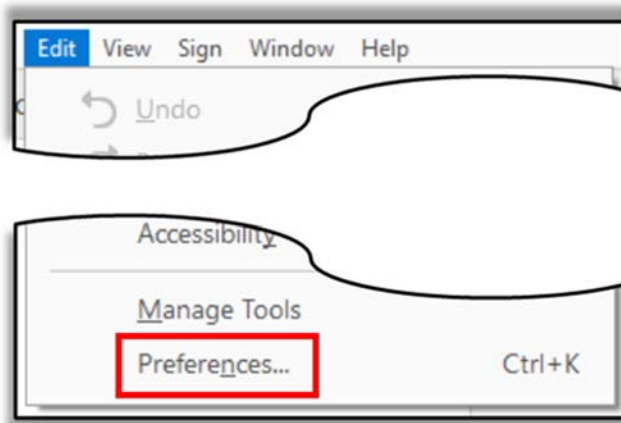 Edit View Sign Window Help
Undo
Accessibility
Manage Tools
Preferences... Ctrl+K